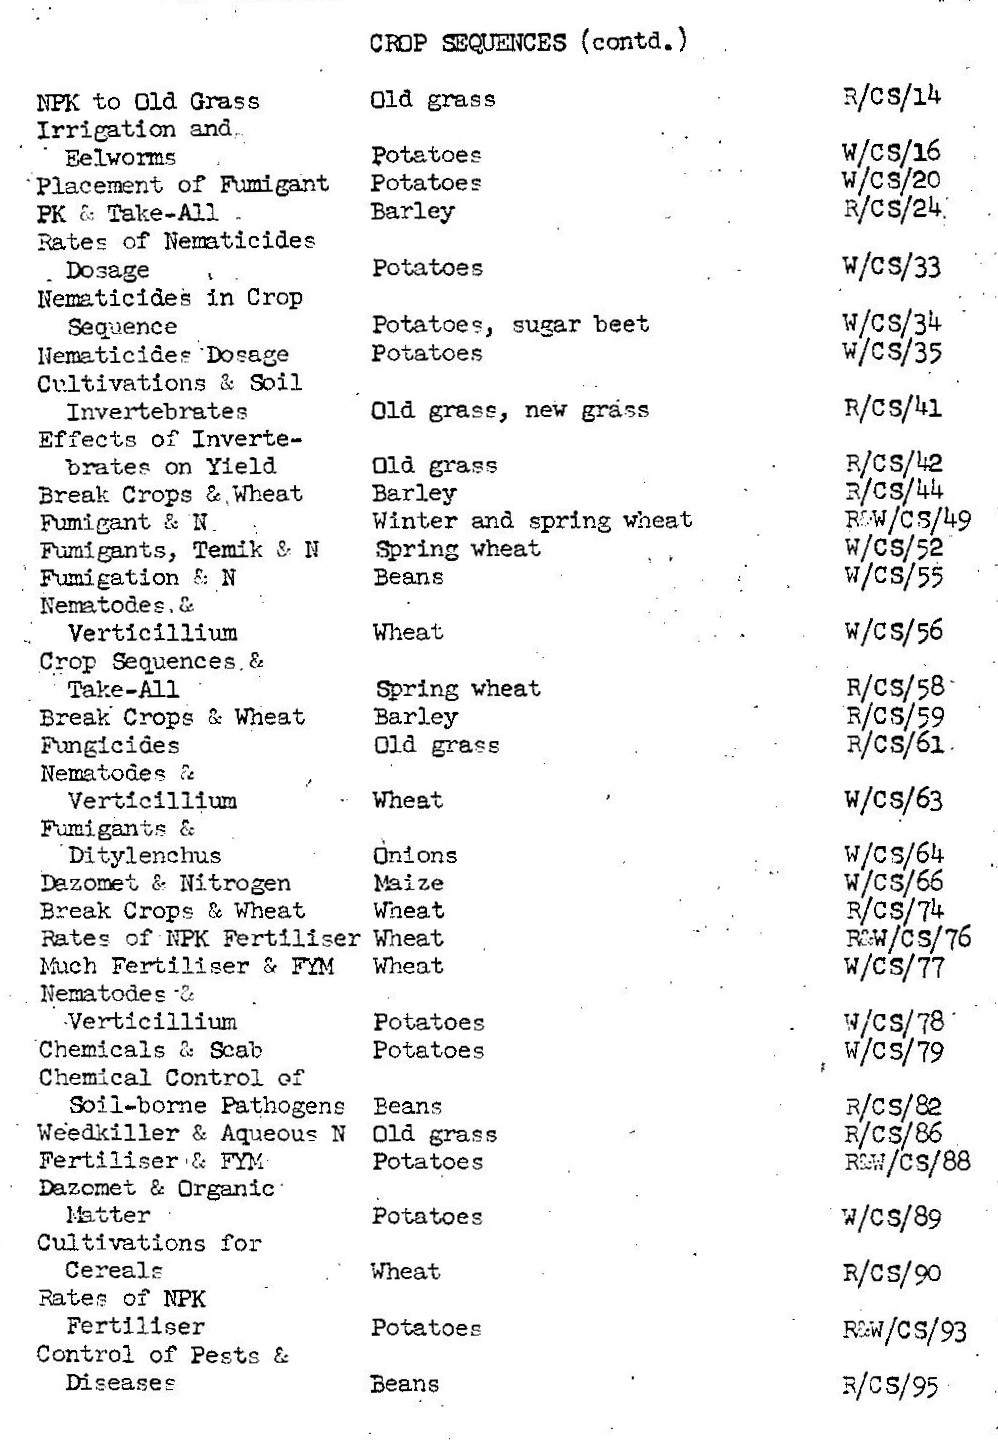 CROP SEQUENCES (contd.)
NPK to Old Grass Old grass R/CS/14
Irrigation and
Eelworms Potatoes W/CS/16
Placement of Fumigant Potatoes W/CS/20
PK & Take-All Barley R/CS/24
Rates of Nematicides
Dosage Potatoes W/CS/33
Nematicides in Crop
Sequence Potatoes, sugar beet W/CS/34
Nematicides Dosage Potatoes W/CS/35
Cultivations & Soil
Invertebrates Old grass, new grass R/CS/41
Effects of Inverte-
brates on Yield Old grass R/CS/42
Break Crops & Wheat Barley R/CS/44
Fumigant & N Winter and spring wheat R&W/CS/49
Fumigants, Temik & N Spring wheat W/CS/52
Fumigation & N Beans W/CS/55
Nematodes &
Verticillium Wheat W/CS/56
Crop Sequences &
Take-All Spring wheat R/CS/58
Break Crops & Wheat Barley R/CS/59
Fungicides Old grass R/CS/61
Nematodes &
Verticillium Wheat W/CS/63
Fumigants &
Ditylenchus Onions W/CS/64
Dazomet & Nitrogen Maize W/CS/66
Break Crops & Wheat Wheat R/CS/74
Rates of NPK Fertiliser Wheat R&W/CS/76
Much Fertiliser & FYM Wheat W/CS/77
Nematodes &
Verticillium Potatoes W/CS/78
Chemicals & Scab Potatoes W/CS/79
Chemical Control of
Soil-borne Pathogens Beans R/CS/82
Weedkiller & Aqueous N Old grass R/CS/86
Fertiliser & FYM Potatoes R&W/CS/88
Dazomet & Organic
Matter Potatoes W/CS/89
Cultivations for
Cereals Wheat R/CS/90
Rates of NPK
Fertiliser Potatoes R&W/CS/93
Control of Pests &
Diseases Beans R/CS/95